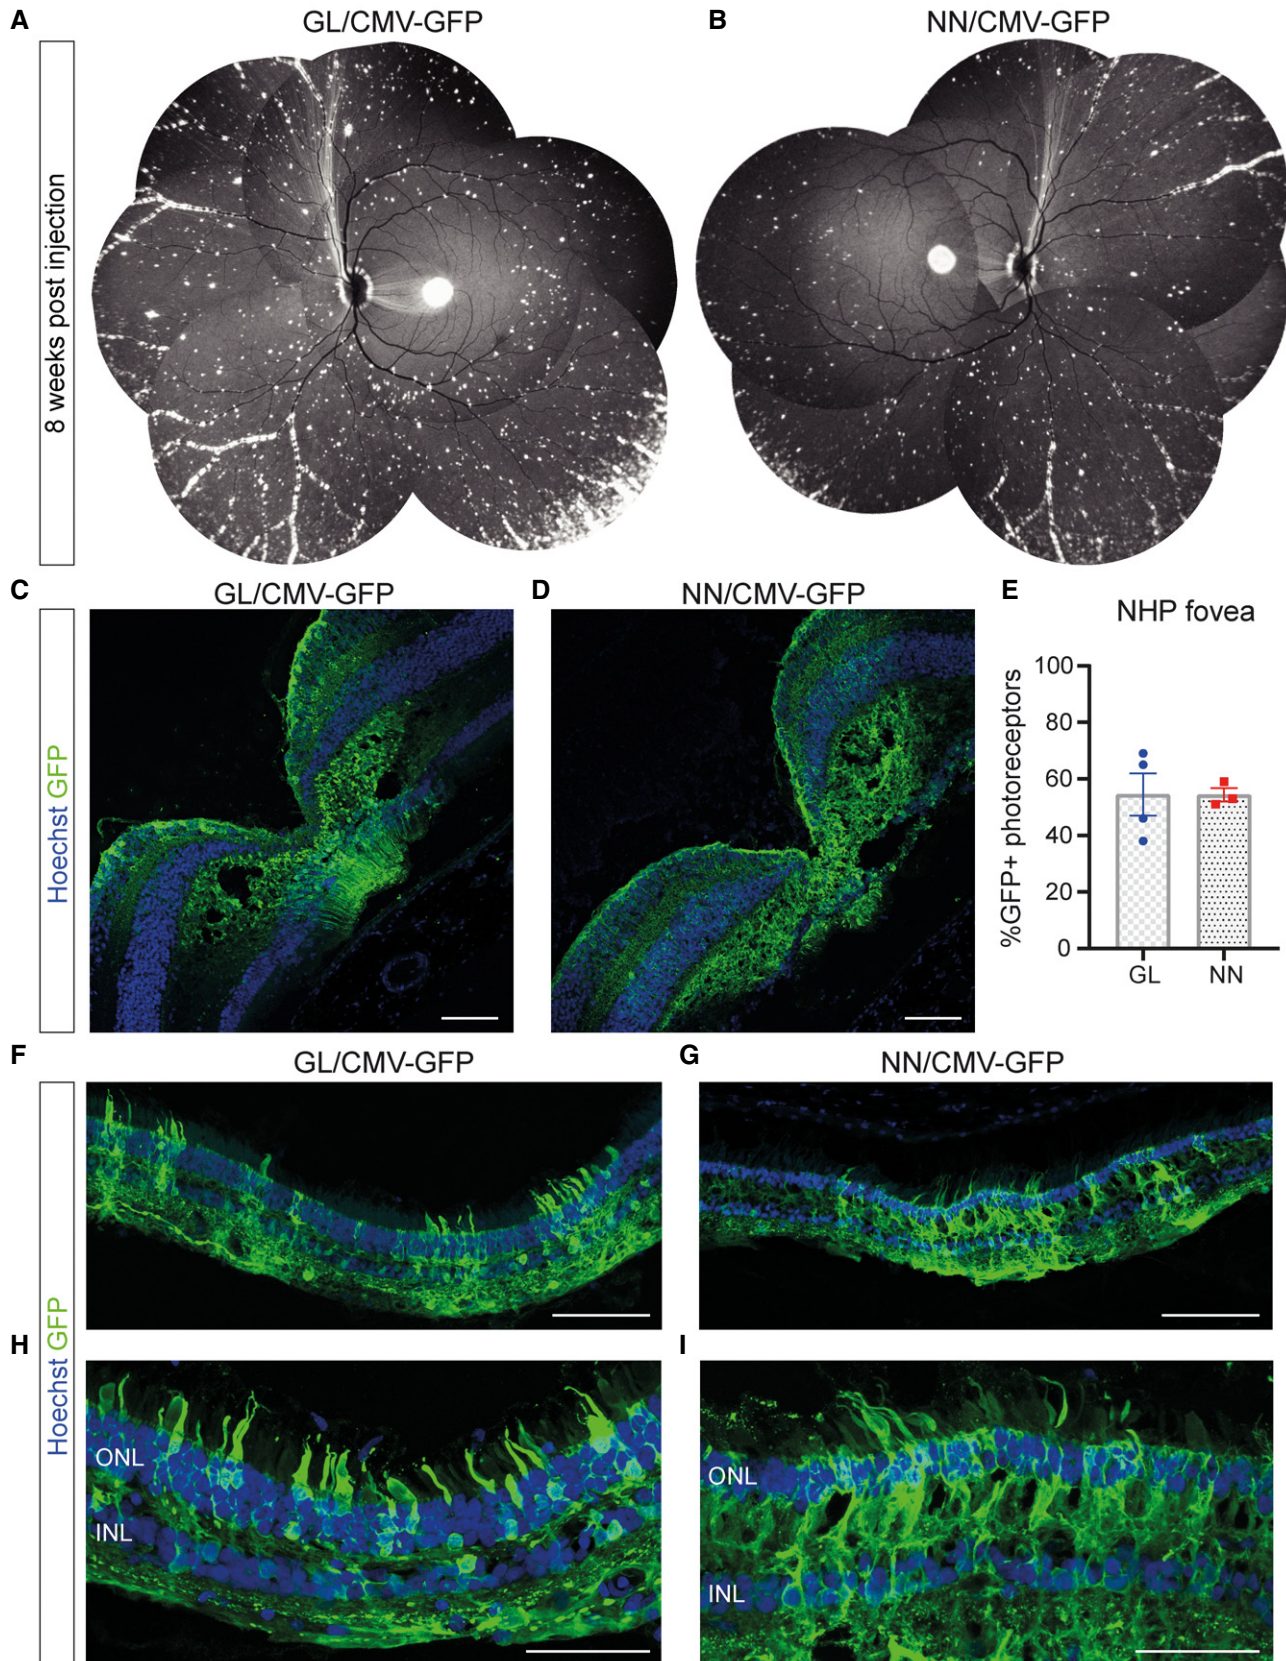 A
GL/CMV-GFP
B
NN/CMV-GFP
8 weeks post injection
C
GL/CMV-GFP
D
NN/CMV-GFP
E
NHP fovea
Hoechst GFP
%GFP+ photoreceptors
100
80
60
40
20
0
GL
NN
F
GL/CMV-GFP
G
NN/CMV-GFP
Hoechst GFP
H
ONL
INL
I
ONL
INL